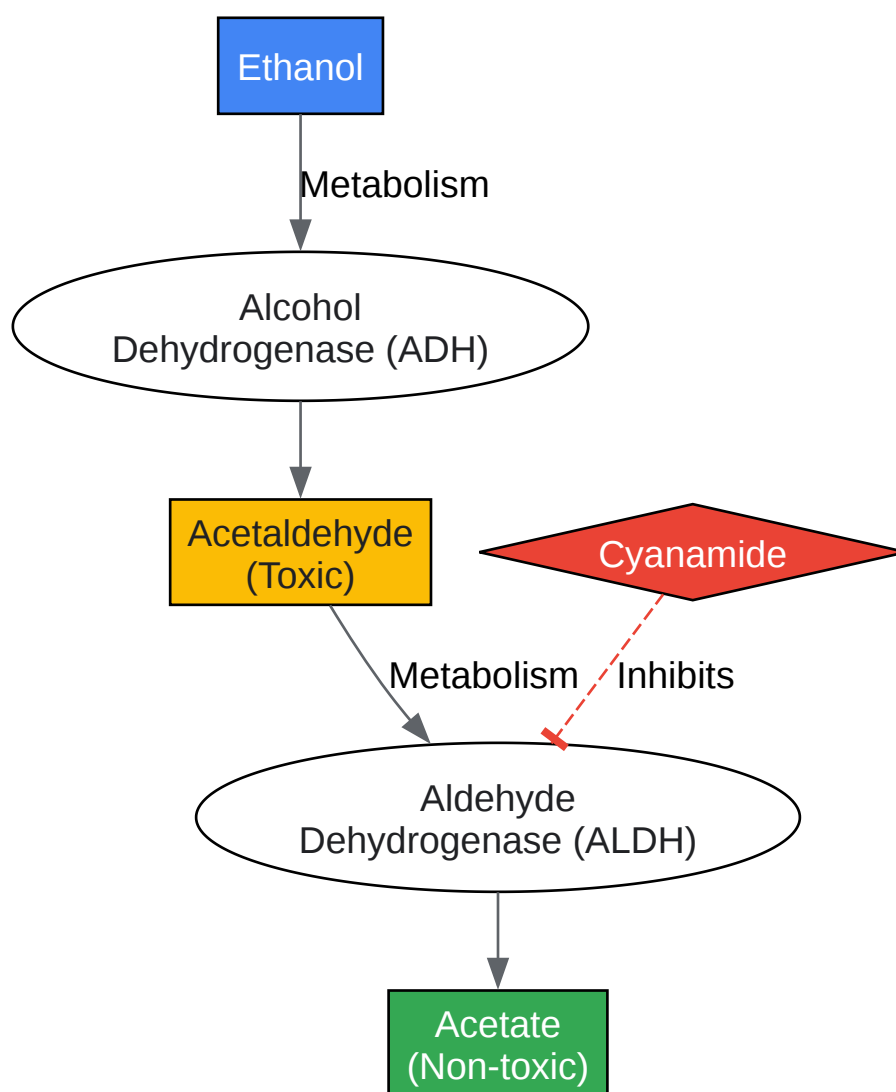 Ethanol
Metabolism
Alcohol
Dehydrogenase (ADH)
Acetaldehyde
(Toxic)
Cyanamide
Metabolism
Inhibits
Aldehyde
Dehydrogenase (ALDH)
Acetate
(Non-toxic)